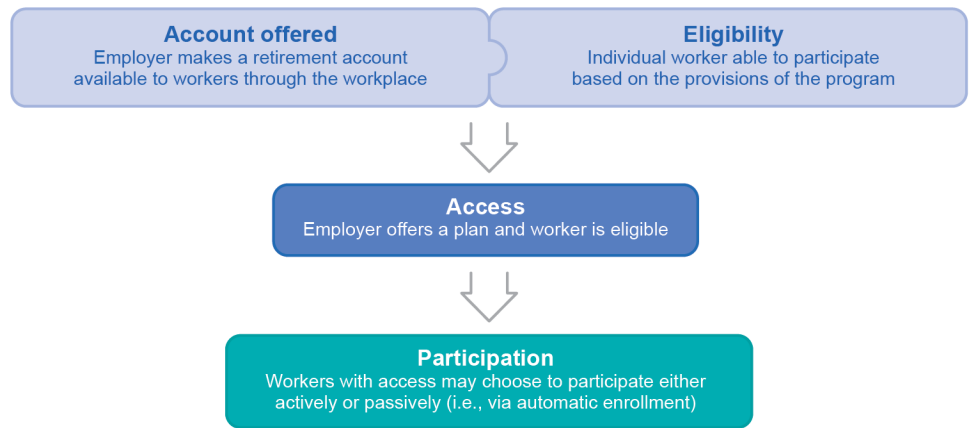 Account offered
Employer makes a retirement account
available to workers through the workplace
Eligibility
Individual worker able to participate
based on the provisions of the program
Access
Employer offers a plan and worker is eligible
Participation
Workers with access may choose to participate either
actively or passively (i.e., via automatic enrollment)